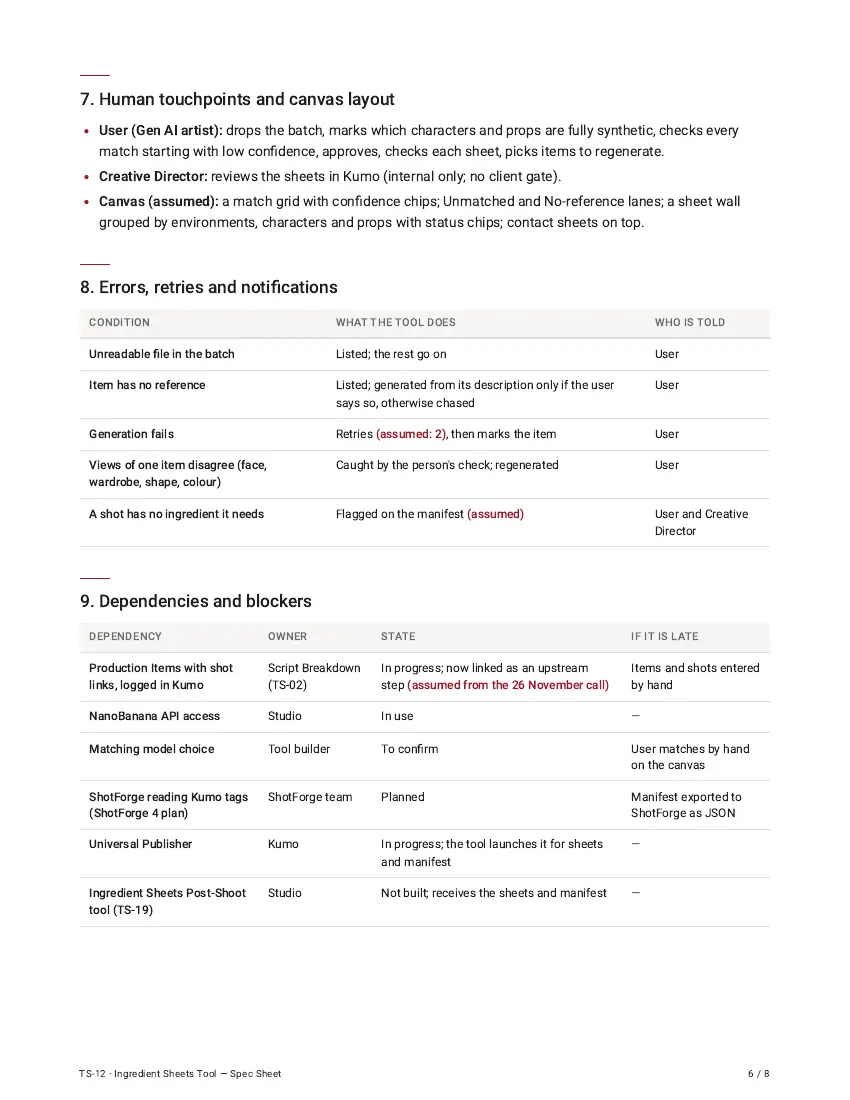 7. Human touchpoints and canvas layout
• User (Gen AI artist): drops the batch, marks which characters and props are fully synthetic, checks every
match starting with low confidence, approves, checks each sheet, picks items to regenerate.
• Creative Director: reviews the sheets in Kumo (internal only; no client gate).
• Canvas (assumed): a match grid with confidence chips; Unmatched and No-reference lanes; a sheet wall
grouped by environments, characters and props with status chips; contact sheets on top.
8. Errors, retries and notifications
CONDITION WHAT THE TOOL DOES WHO IS TOLD
Unreadable file in the batch Listed; the rest go on User
Item has no reference Listed; generated from its description only if the user User
says so, otherwise chased
Generation fails Retries (assumed: 2), then marks the item User
Views of one item disagree (face, Caught by the person's check; regenerated User
wardrobe, shape, colour)
A shot has no ingredient it needs Flagged on the manifest (assumed) User and Creative
Director
9. Dependencies and blockers
DEPENDENCY OWNER STATE IF IT IS LATE
Production Items with shot Script Breakdown In progress; now linked as an upstream Items and shots entered
links, logged in Kumo (TS-02) step (assumed from the 26 November call) by hand
NanoBanana API access Studio In use —
Matching model choice Tool builder To confirm User matches by hand
on the canvas
ShotForge reading Kumo tags ShotForge team Planned Manifest exported to
(ShotForge 4 plan) ShotForge as JSON
Universal Publisher Kumo In progress; the tool launches it for sheets —
and manifest
Ingredient Sheets Post-Shoot Studio Not built; receives the sheets and manifest —
tool (TS-19)
TS-12 · Ingredient Sheets Tool — Spec Sheet 6 / 8